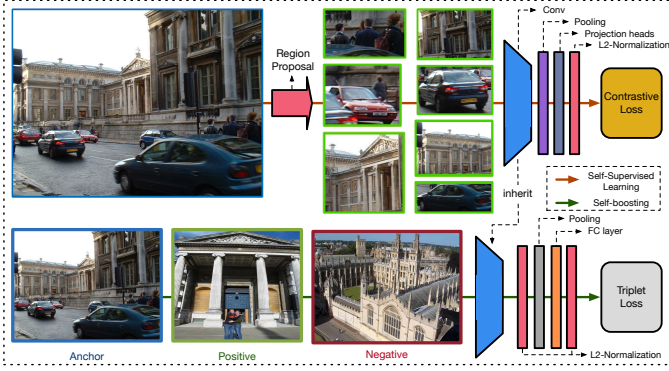 Region
Proposal
Conv
Pooling
Projection heads
L2-Normalization
Contrastive
Loss
inherit
Self-Supervised
Learning
Self-boosting
Pooling
FC layer
Triplet
Loss
L2-Normalization
Anchor
Positive
Negative